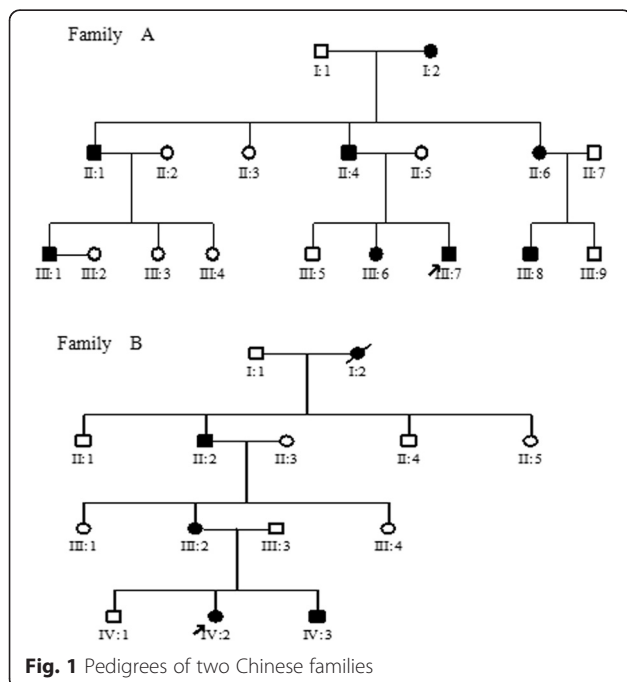 Family A
I:1 I:2
II:1 II:2 II:3 II:4 II:5 II:6 II:7
III:1 III:2 III:3 III:4 III:5 III:6 III:7 III:8 III:9
Family B
I:1 I:2
II:1 II:2 II:3 II:4 II:5
III:1 III:2 III:3 III:4
IV:1 IV:2 IV:3
Fig. 1 Pedigrees of two Chinese families